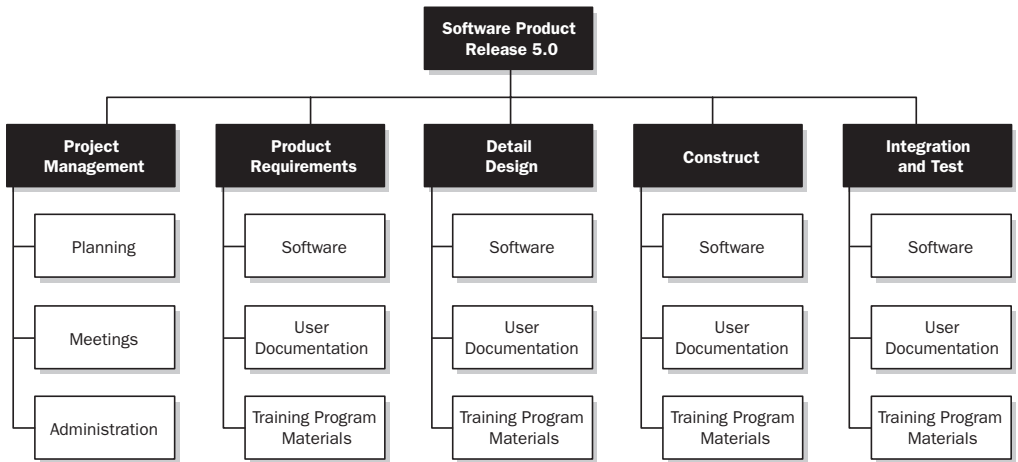 Software Product
Release 5.0
Project
Management
Product
Requirements
Detail
Design
Construct
Integration
and Test
Planning
Software
Software
Software
Software
Meetings
User
Documentation
User
Documentation
User
Documentation
User
Documentation
Administration
Training Program
Materials
Training Program
Materials
Training Program
Materials
Training Program
Materials